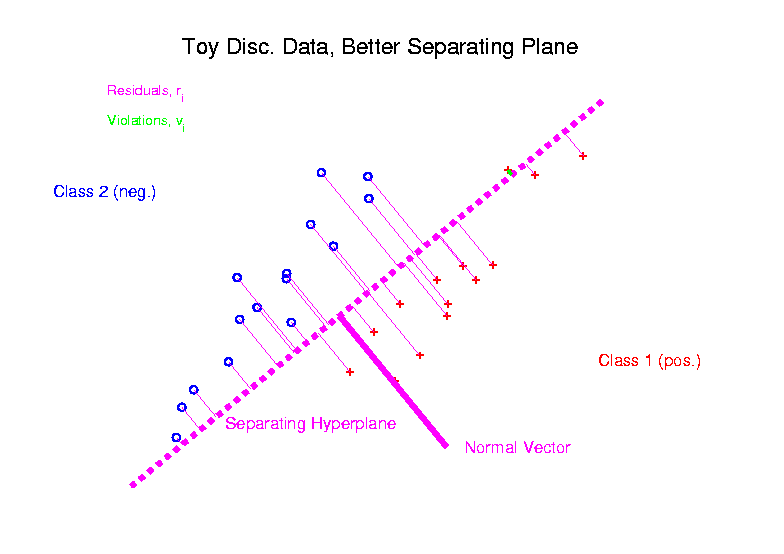 Toy Disc. Data, Better Separating Plane
Residuals, r_i
Violations, v_i
Class 2 (neg.)
Class 1 (pos.)
Separating Hyperplane
Normal Vector